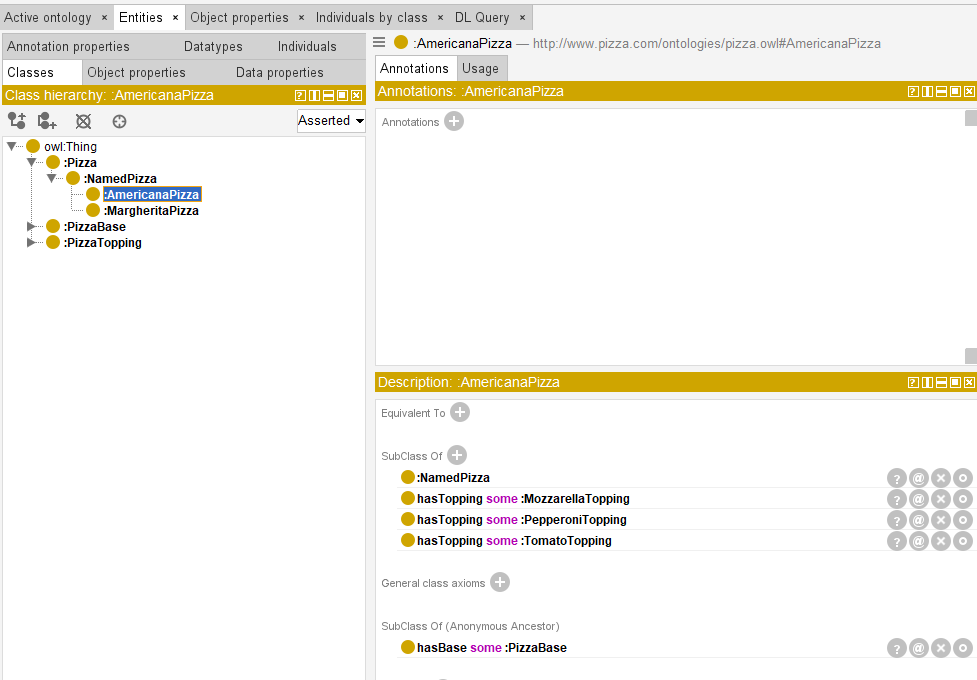 Active ontology × Entities × Object properties × Individuals by class × DL Query ×
Annotation properties Datatypes Individuals
Classes Object properties Data properties
Class hierarchy: :AmericanaPizza
Asserted
owl:Thing
:Pizza
:NamedPizza
:AmericanaPizza
:MargheritaPizza
:PizzaBase
:PizzaTopping
:AmericanaPizza — http://www.pizza.com/ontologies/pizza.owl#AmericanaPizza
Annotations Usage
Annotations: :AmericanaPizza
Annotations
Description: :AmericanaPizza
Equivalent To
SubClass Of
:NamedPizza
hasTopping some :MozzarellaTopping
hasTopping some :PepperoniTopping
hasTopping some :TomatoTopping
General class axioms
SubClass Of (Anonymous Ancestor)
hasBase some :PizzaBase